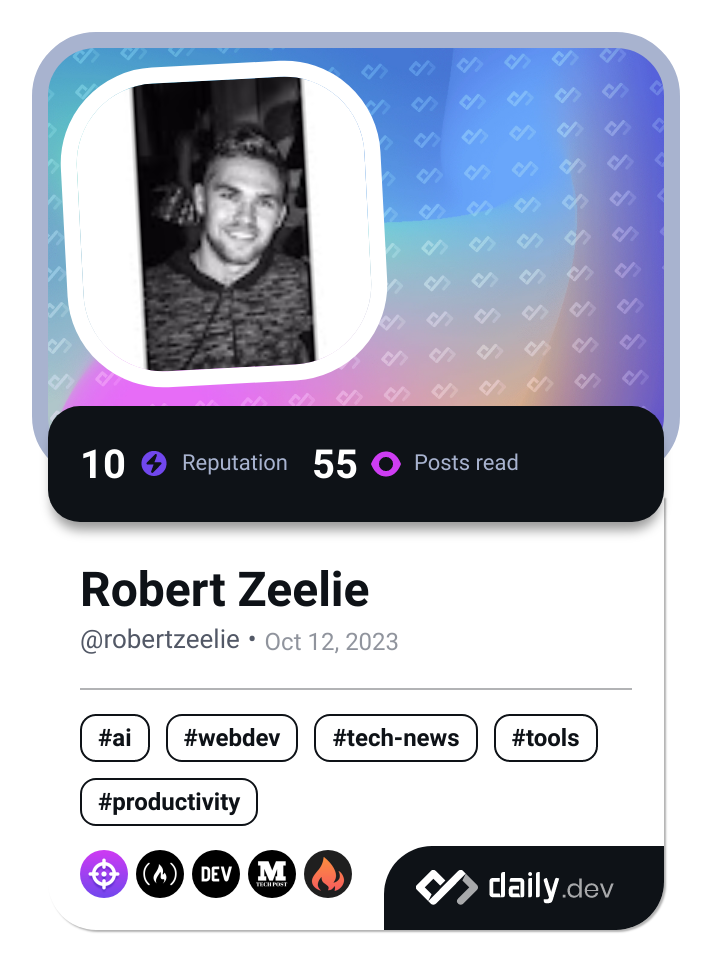 10 Reputation 55 Posts read
Robert Zeelie
@robertzeelie • Oct 12, 2023
#ai #webdev #tech-news #tools
#productivity
DEV M TECH POST
daily.dev